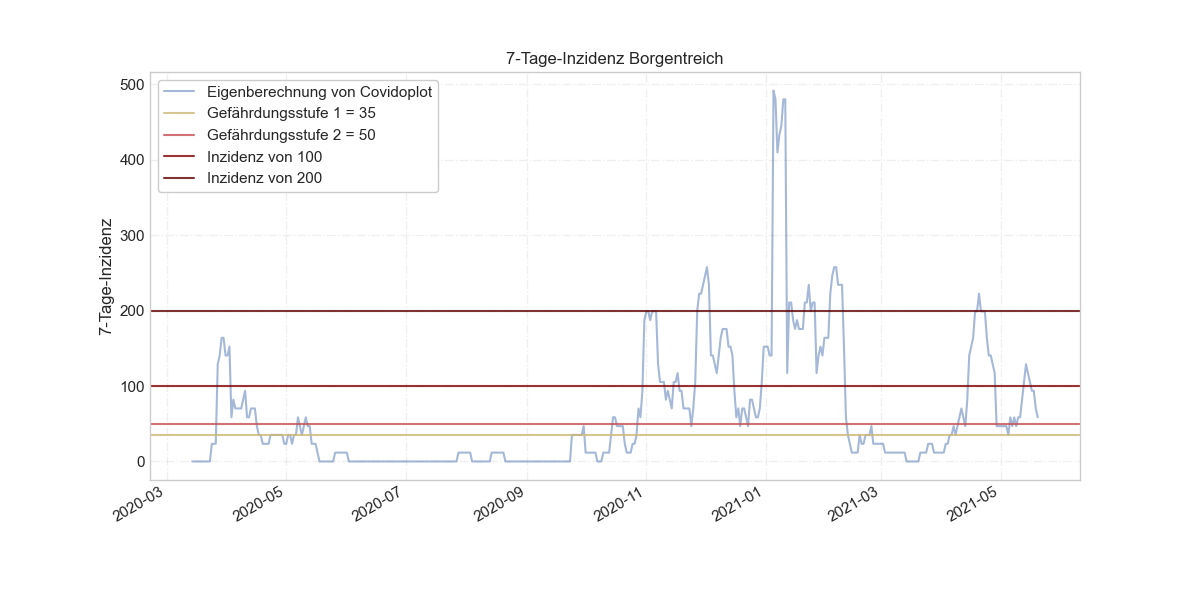 7-Tage-Inzidenz Borgentreich
Eigenberechnung von Covidoplot
Gefährdungsstufe 1 = 35
Gefährdungsstufe 2 = 50
Inzidenz von 100
Inzidenz von 200
7-Tage-Inzidenz
500
400
300
200
100
0
2020-03
2020-05
2020-07
2020-09
2020-11
2021-01
2021-03
2021-05